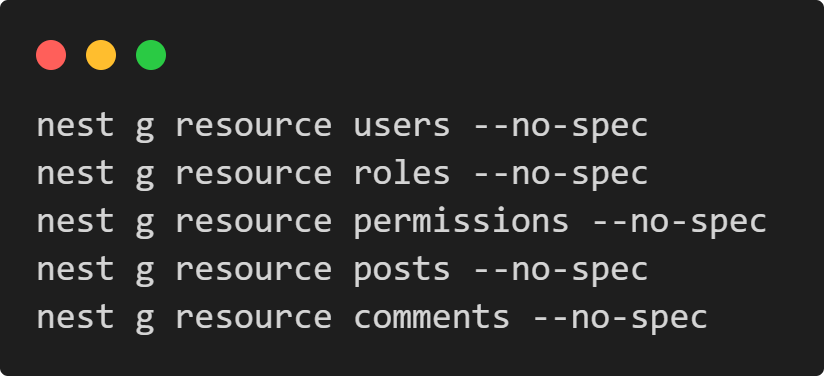 nest g resource users --no-spec
nest g resource roles --no-spec
nest g resource permissions --no-spec
nest g resource posts --no-spec
nest g resource comments --no-spec